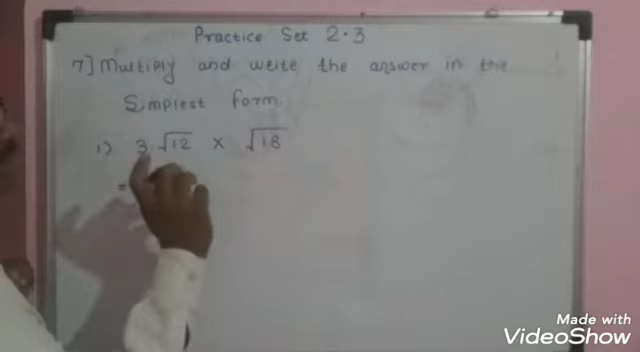 Practice Set 2.3
7] Multiply and write the answer in the
Simplest form
i) 3 √12 × √18
=
Made with
VideoShow